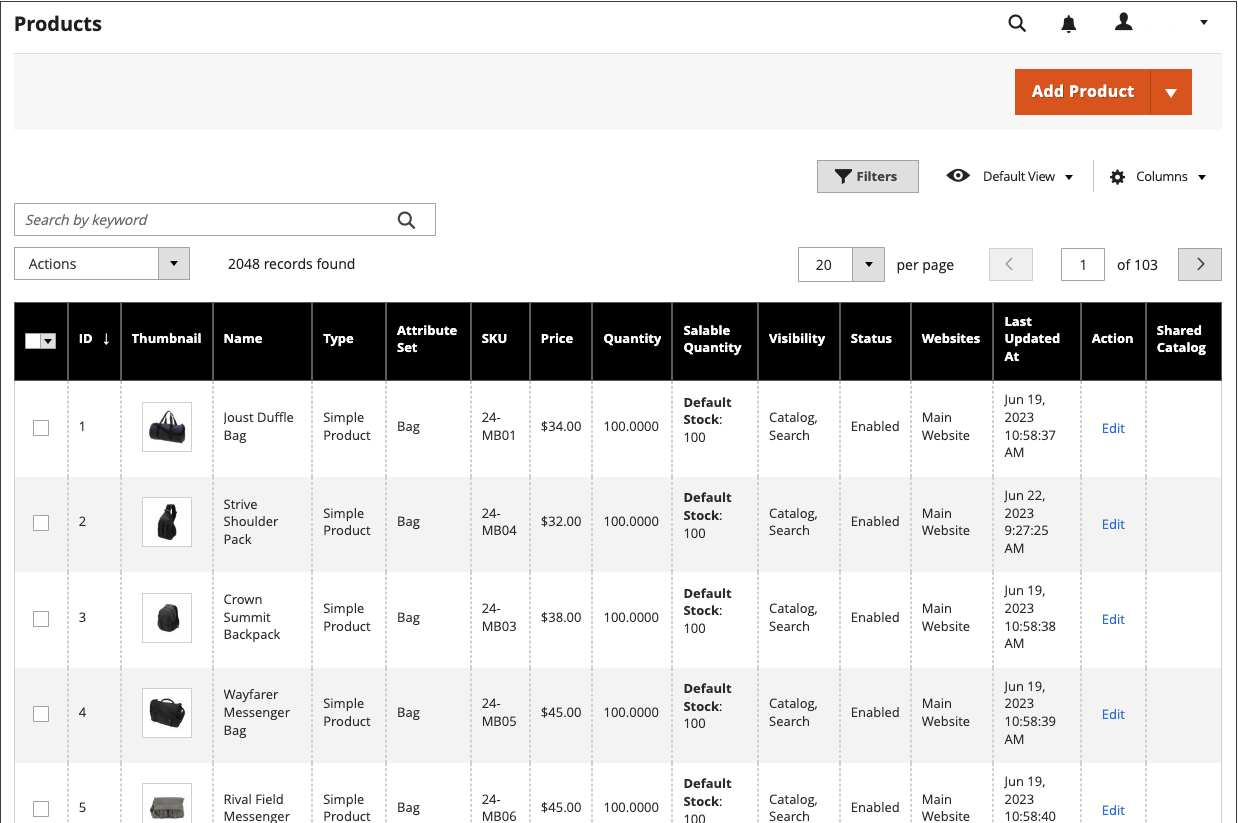 Products
Add Product
Filters
Default View
Columns
Search by keyword
Actions
2048 records found
20
per page
1
of 103
ID ↓
Thumbnail
Name
Type
Attribute
Set
SKU
Price
Quantity
Salable
Quantity
Visibility
Status
Websites
Last
Updated
At
Action
Shared
Catalog
1
Joust Duffle
Bag
Simple
Product
Bag
24-
MB01
$34.00
100.0000
Default
Stock:
100
Catalog,
Search
Enabled
Main
Website
Jun 19,
2023
10:58:37
AM
Edit
2
Strive
Shoulder
Pack
Simple
Product
Bag
24-
MB04
$32.00
100.0000
Default
Stock:
100
Catalog,
Search
Enabled
Main
Website
Jun 22,
2023
9:27:25
AM
Edit
3
Crown
Summit
Backpack
Simple
Product
Bag
24-
MB03
$38.00
100.0000
Default
Stock:
100
Catalog,
Search
Enabled
Main
Website
Jun 19,
2023
10:58:38
AM
Edit
4
Wayfarer
Messenger
Bag
Simple
Product
Bag
24-
MB05
$45.00
100.0000
Default
Stock:
100
Catalog,
Search
Enabled
Main
Website
Jun 19,
2023
10:58:39
AM
Edit
5
Rival Field
Messenger
Simple
Product
Bag
24-
MB06
$45.00
100.0000
Default
Stock:
100
Catalog,
Search
Enabled
Main
Website
Jun 19,
2023
10:58:40
Edit